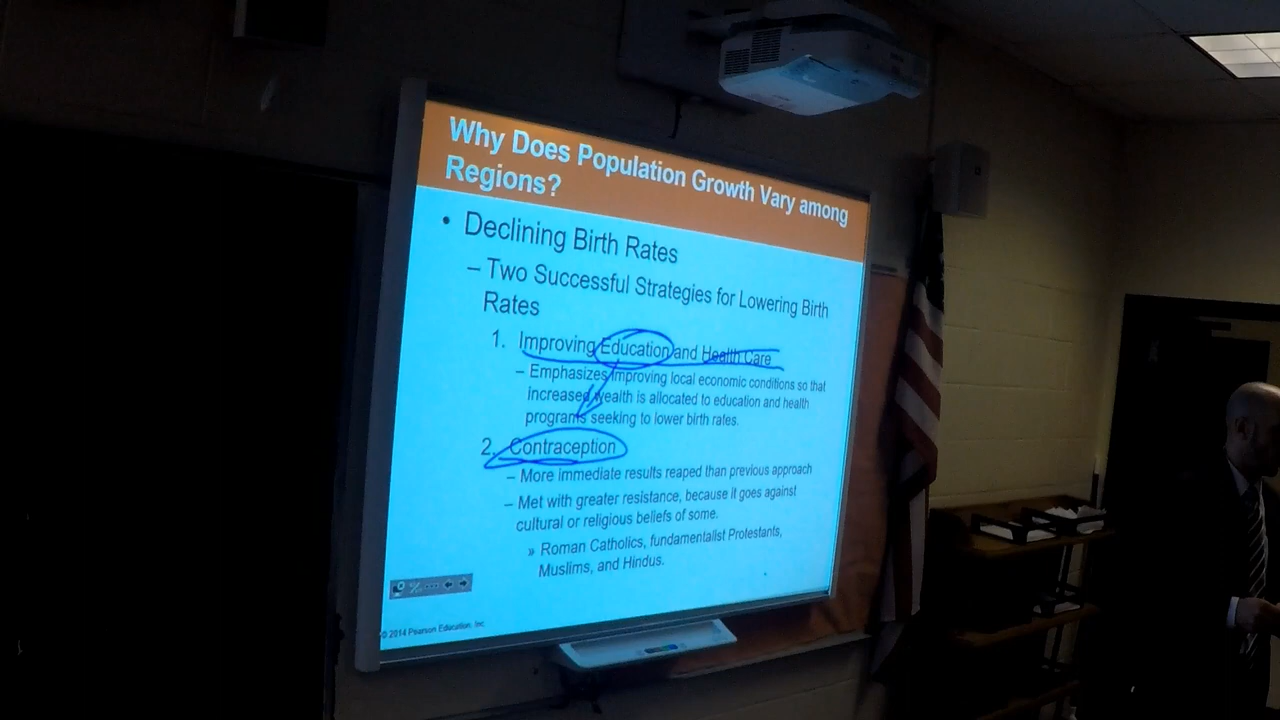 Why Does Population Growth Vary among
Regions?
• Declining Birth Rates
– Two Successful Strategies for Lowering Birth
Rates
1. Improving Education and Health Care
– Emphasizes improving local economic conditions so that
increased wealth is allocated to education and health
programs seeking to lower birth rates.
2. Contraception
– More immediate results reaped than previous approach
– Met with greater resistance, because it goes against
cultural or religious beliefs of some.
» Roman Catholics, fundamentalist Protestants,
Muslims, and Hindus.
© 2014 Pearson Education, Inc.